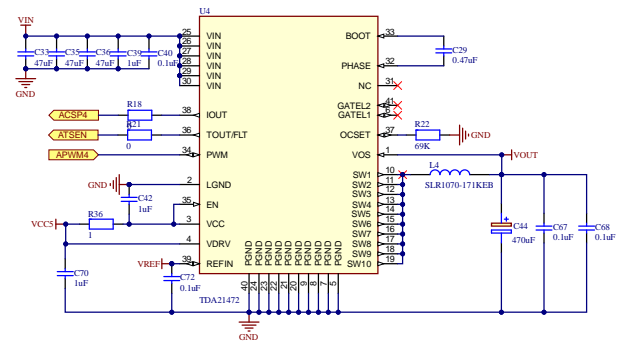 VIN
U4
25 VIN
26 VIN
27 VIN
28 VIN
29 VIN
30 VIN
C33 47uF
C35 47uF
C36 47uF
C39 1uF
C40 0.1uF
GND
BOOT 33
C29
0.47uF
PHASE 32
NC 31
GATEL2 41
GATEL1 6
ACSP4 R18 38 IOUT
ATSEN R21 0 36 TOUT/FLT
APWM4 34 PWM
OCSET 37 R22 69K GND
VOS 1 VOUT
GND 2 LGND
C42
1uF
35 EN
VCC5 R36 1 3 VCC
4 VDRV
VREF 39 REFIN
C70
1uF
C72
0.1uF
SW1 10
SW2 11
SW3 12
SW4 13
SW5 14
SW6 15
SW7 16
SW8 17
SW9 18
SW10 19
L4
SLR1070-171KEB
C44
470uF
C67
0.1uF
C68
0.1uF
PGND PGND PGND PGND PGND PGND PGND PGND PGND PGND
40 24 23 22 21 20 9 8 7 5
TDA21472
GND